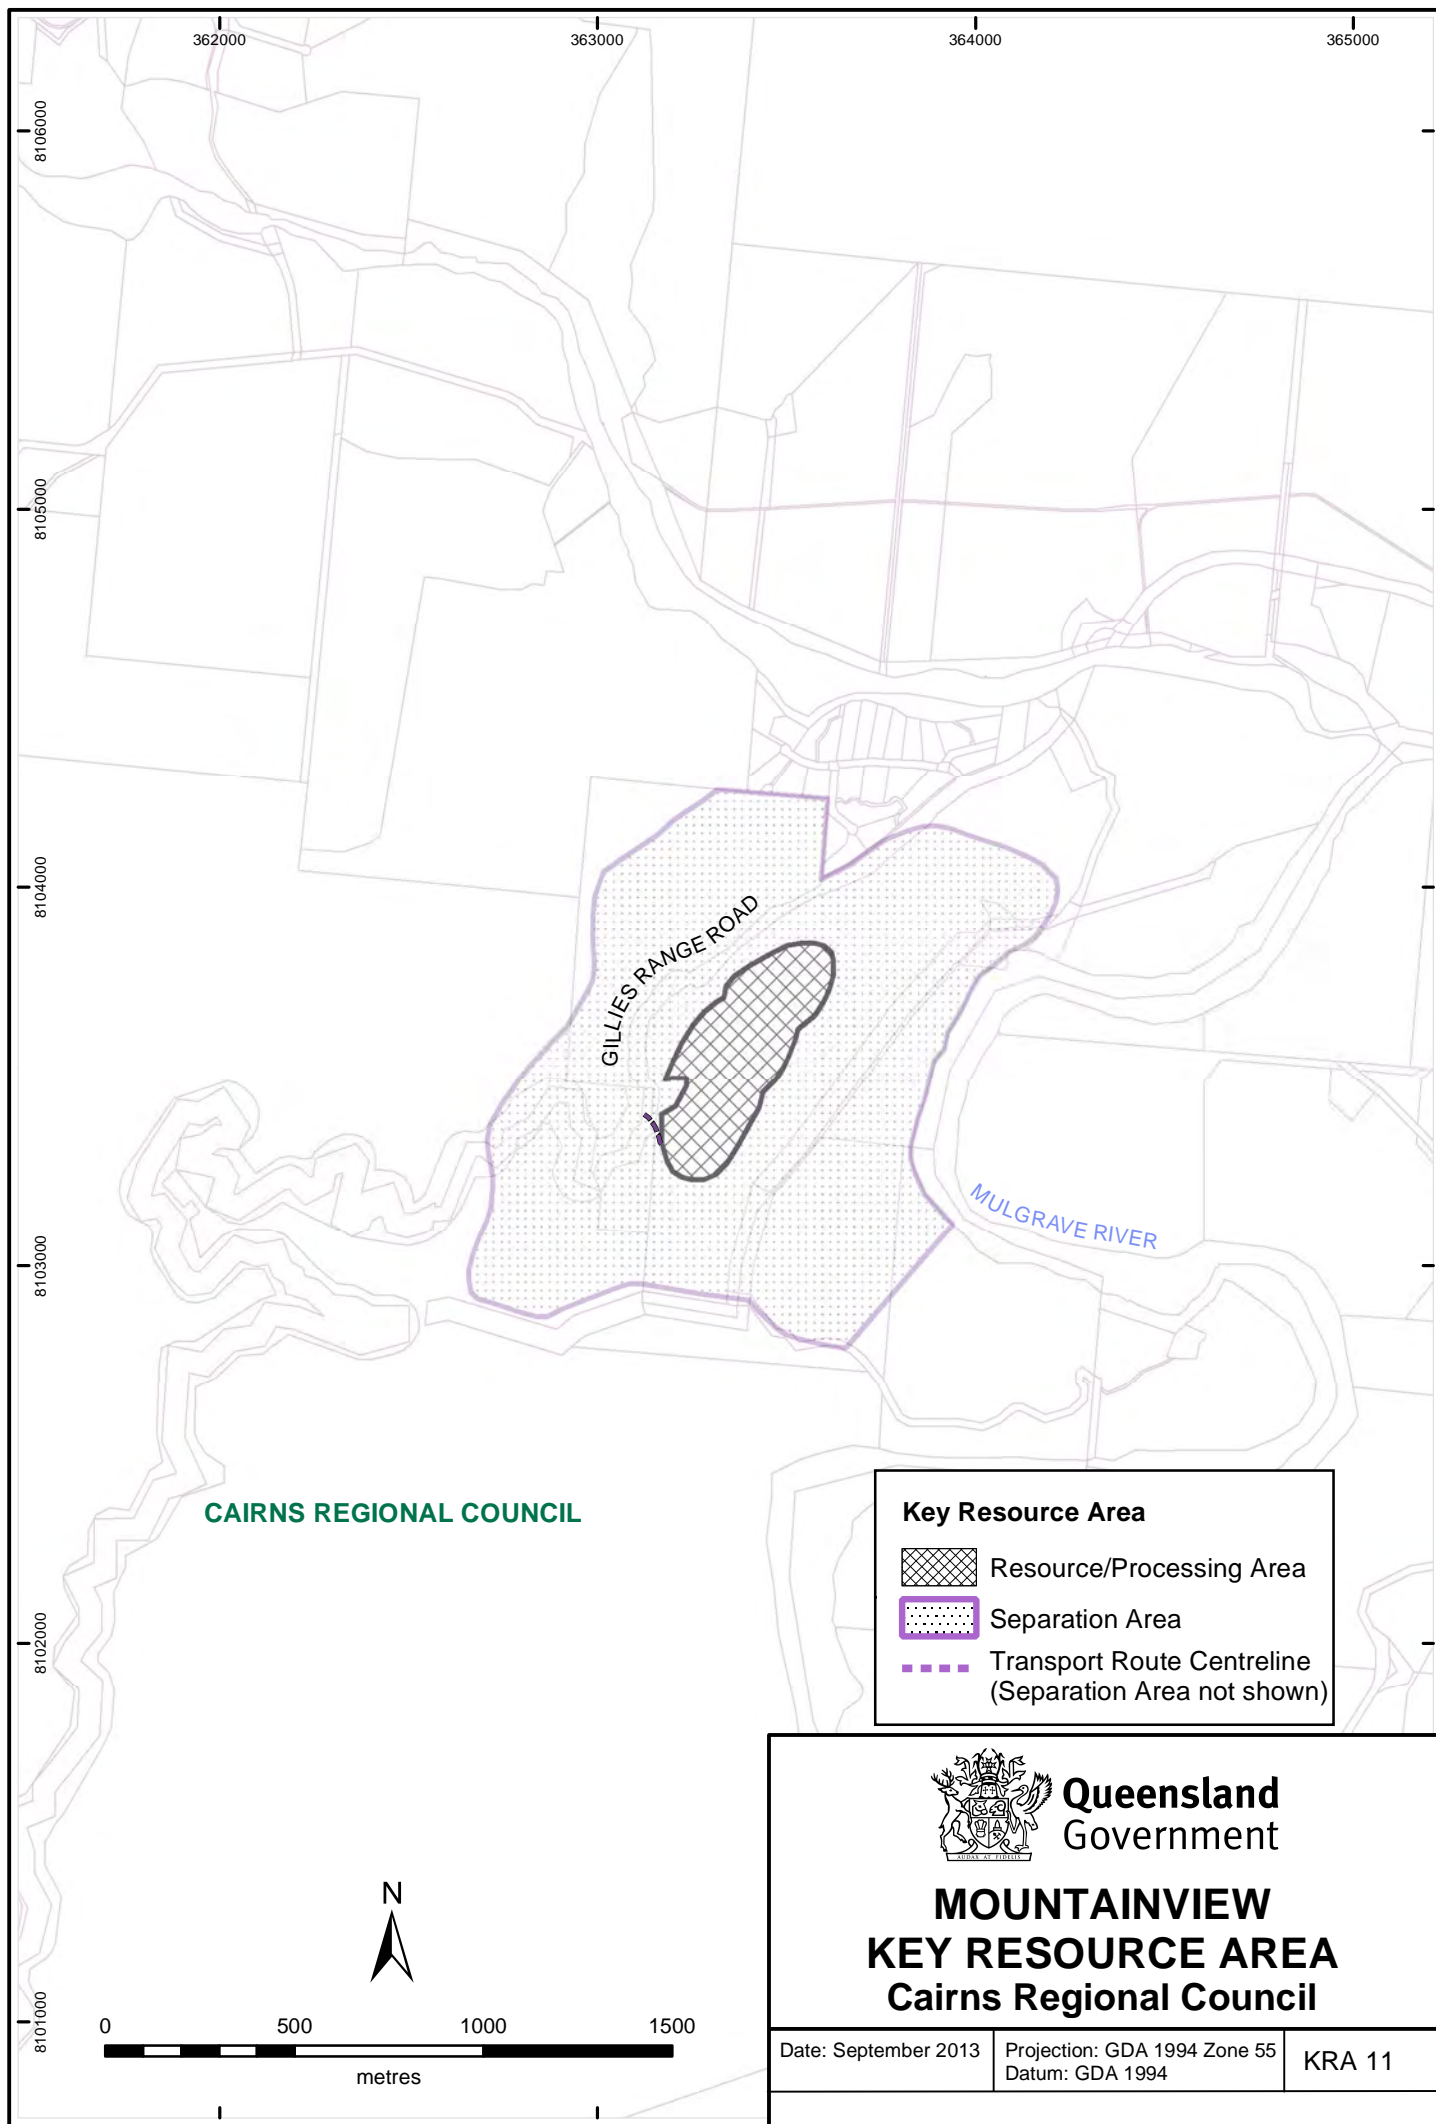 362000
363000
364000
365000
8106000
8105000
8104000
8103000
8102000
8101000
GILLIES RANGE ROAD
MULGRAVE RIVER
CAIRNS REGIONAL COUNCIL
Key Resource Area
Resource/Processing Area
Separation Area
Transport Route Centreline
(Separation Area not shown)
AUDAX AT FIDELIS
Queensland
Government
MOUNTAINVIEW
KEY RESOURCE AREA
Cairns Regional Council
Date: September 2013
Projection: GDA 1994 Zone 55
Datum: GDA 1994
KRA 11
N
0 500 1000 1500
metres